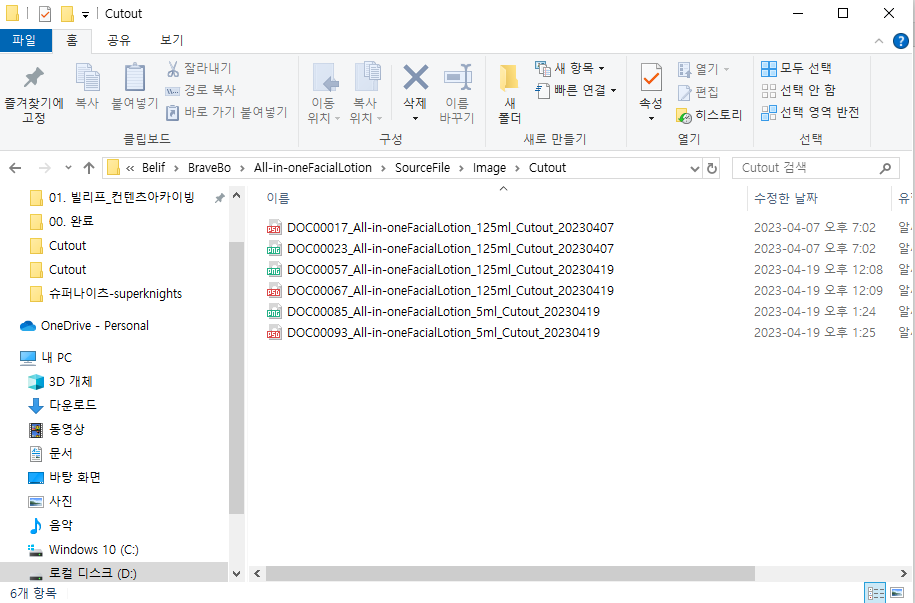 Cutout
파일 홈 공유 보기
즐겨찾기에 고정
복사
붙여넣기
잘라내기
경로 복사
바로 가기 붙여넣기
클립보드
이동 위치
복사 위치
삭제
이름 바꾸기
구성
새 폴더
새 항목
빠른 연결
새로 만들기
속성
열기
편집
히스토리
열기
모두 선택
선택 안 함
선택 영역 반전
선택
« Belif > BraveBo > All-in-oneFacialLotion > SourceFile > Image > Cutout
Cutout 검색
01. 빌리프_컨텐츠아카이빙
00. 완료
Cutout
Cutout
슈퍼나이츠-superknights
OneDrive - Personal
내 PC
3D 개체
다운로드
동영상
문서
바탕 화면
사진
음악
Windows 10 (C:)
로컬 디스크 (D:)
이름 수정한 날짜 유
DOC00017_All-in-oneFacialLotion_125ml_Cutout_20230407 2023-04-07 오후 7:02 알
DOC00023_All-in-oneFacialLotion_125ml_Cutout_20230407 2023-04-07 오후 7:02 알
DOC00057_All-in-oneFacialLotion_125ml_Cutout_20230419 2023-04-19 오후 12:08 알
DOC00067_All-in-oneFacialLotion_125ml_Cutout_20230419 2023-04-19 오후 12:09 알
DOC00085_All-in-oneFacialLotion_5ml_Cutout_20230419 2023-04-19 오후 1:24 알
DOC00093_All-in-oneFacialLotion_5ml_Cutout_20230419 2023-04-19 오후 1:25 알
6개 항목